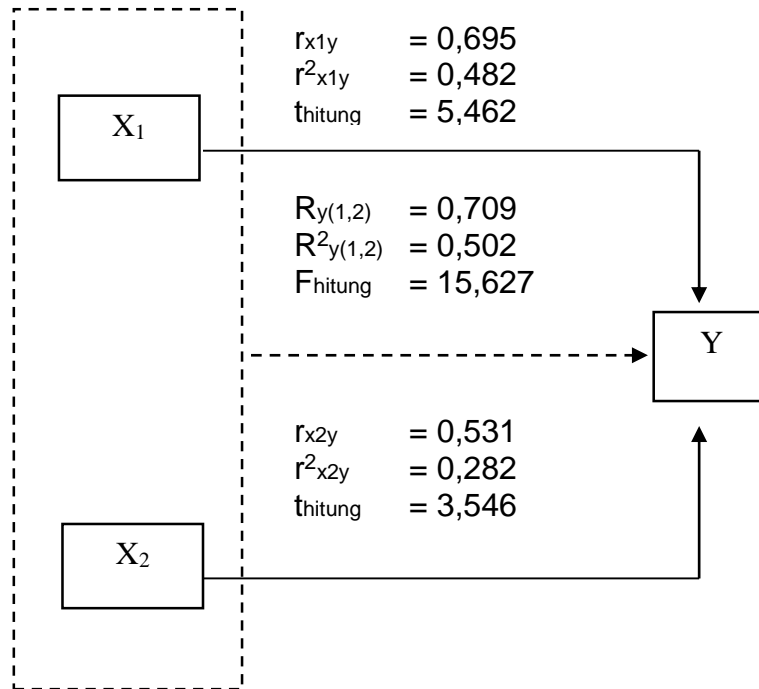 rx1y = 0,695
r²x1y = 0,482
thitung = 5,462
X₁
Ry(1,2) = 0,709
R²y(1,2) = 0,502
Fhitung = 15,627
Y
rx2y = 0,531
r²x2y = 0,282
thitung = 3,546
X₂